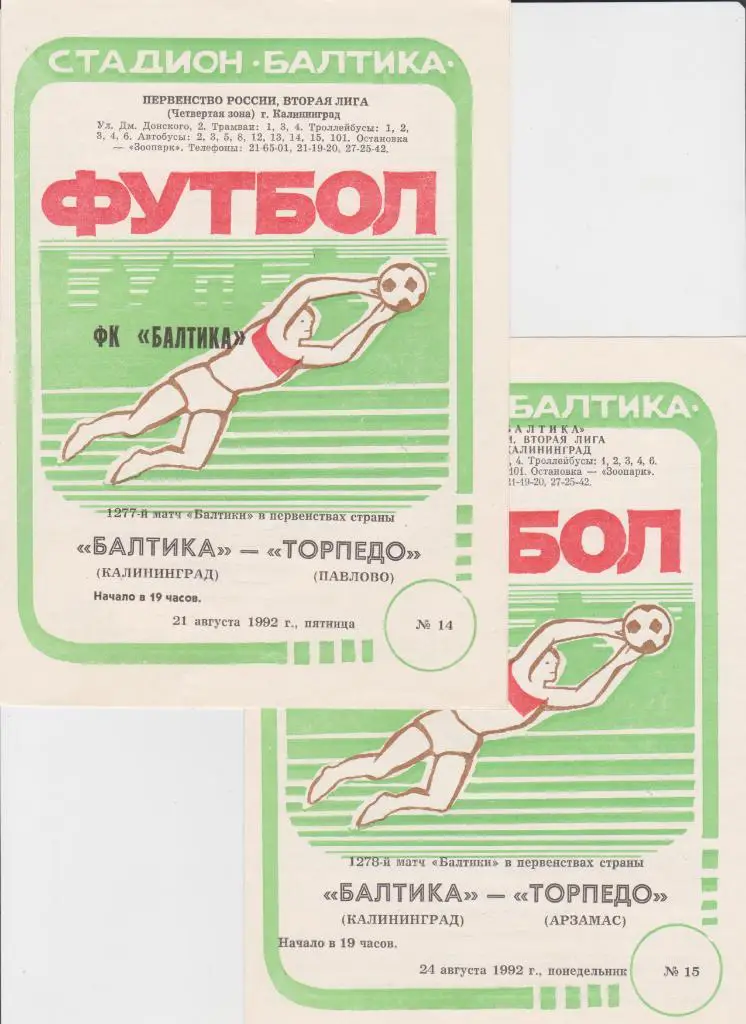 СТАДИОН · БАЛТИКА ·
ПЕРВЕНСТВО РОССИИ, ВТОРАЯ ЛИГА
(Четвертая зона) г. Калининград
Ул. Дм. Донского, 2. Трамваи: 1, 3, 4. Троллейбусы: 1, 2,
3, 4, 6. Автобусы: 2, 3, 5, 8, 12, 13, 14, 15, 101. Остановка
— «Зоопарк». Телефоны: 21-65-01, 21-19-20, 27-25-42.
ФУТБОЛ
ФК «БАЛТИКА»
1277-й матч «Балтики» в первенствах страны
«БАЛТИКА» — «ТОРПЕДО»
(КАЛИНИНГРАД) (ПАВЛОВО)
Начало в 19 часов.
21 августа 1992 г., пятница № 14
БАЛТИКА ·
БАЛТИКА»
И, ВТОРАЯ ЛИГА
КАЛИНИНГРАД
, 4. Троллейбусы: 1, 2, 3, 4, 6.
101. Остановка — «Зоопарк».
21-19-20, 27-25-42.
БОЛ
1278-й матч «Балтики» в первенствах страны
«БАЛТИКА» — «ТОРПЕДО»
(КАЛИНИНГРАД) (АРЗАМАС)
Начало в 19 часов.
24 августа 1992 г., понедельник № 15